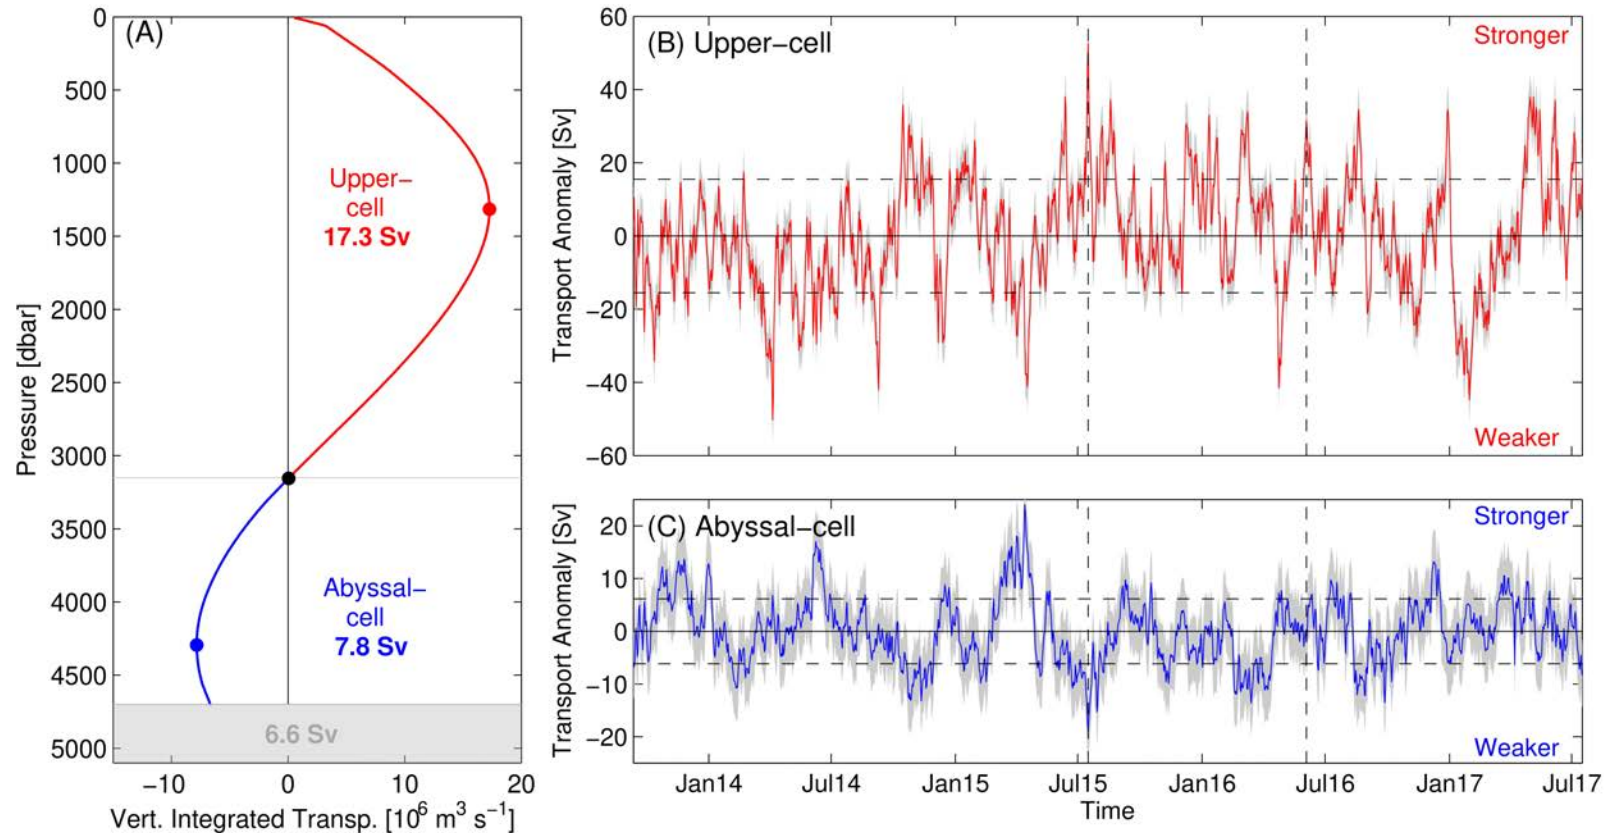 (A)
0
500
1000
1500
2000
2500
3000
3500
4000
4500
5000
Pressure [dbar]
Upper−
cell
17.3 Sv
Abyssal−
cell
7.8 Sv
6.6 Sv
−10 0 10 20
Vert. Integrated Transp. [10⁶ m³ s⁻¹]
(B) Upper−cell
Stronger
60
40
20
0
−20
−40
−60
Transport Anomaly [Sv]
Weaker
(C) Abyssal−cell
Stronger
20
10
0
−10
−20
Transport Anomaly [Sv]
Weaker
Jan14 Jul14 Jan15 Jul15 Jan16 Jul16 Jan17 Jul17
Time